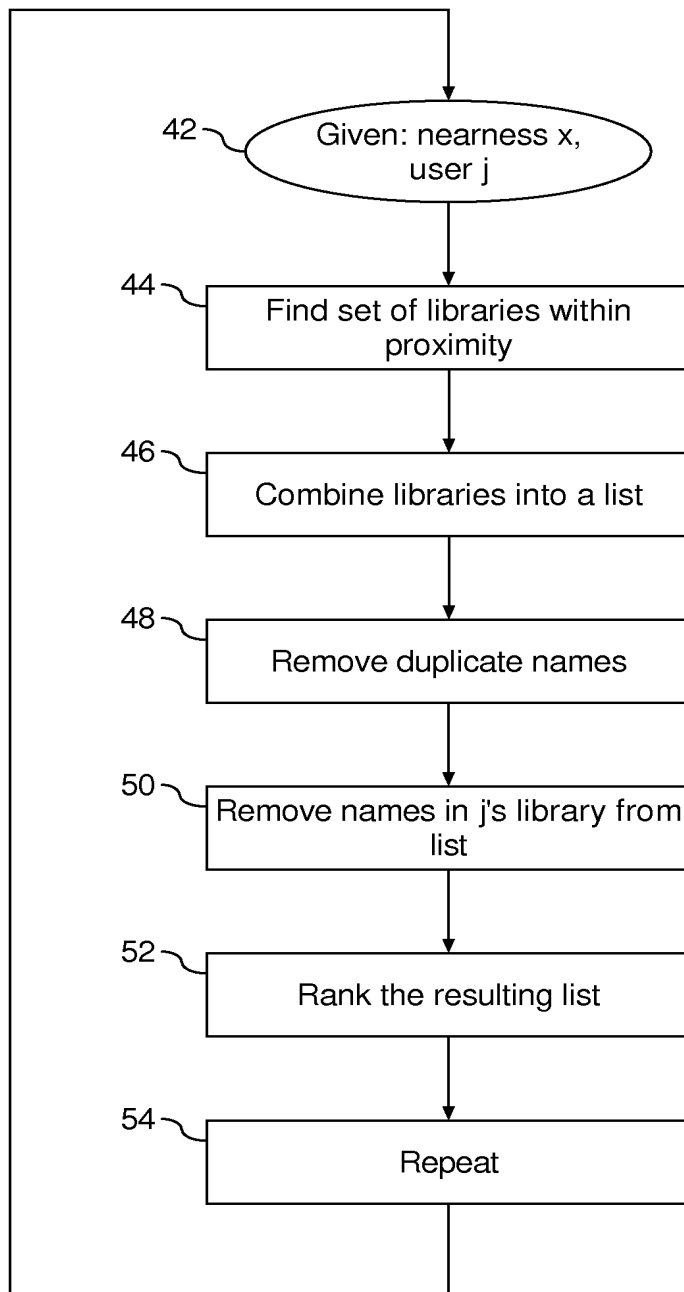 42
Given: nearness x,
user j
44
Find set of libraries within
proximity
46
Combine libraries into a list
48
Remove duplicate names
50
Remove names in j's library from
list
52
Rank the resulting list
54
Repeat